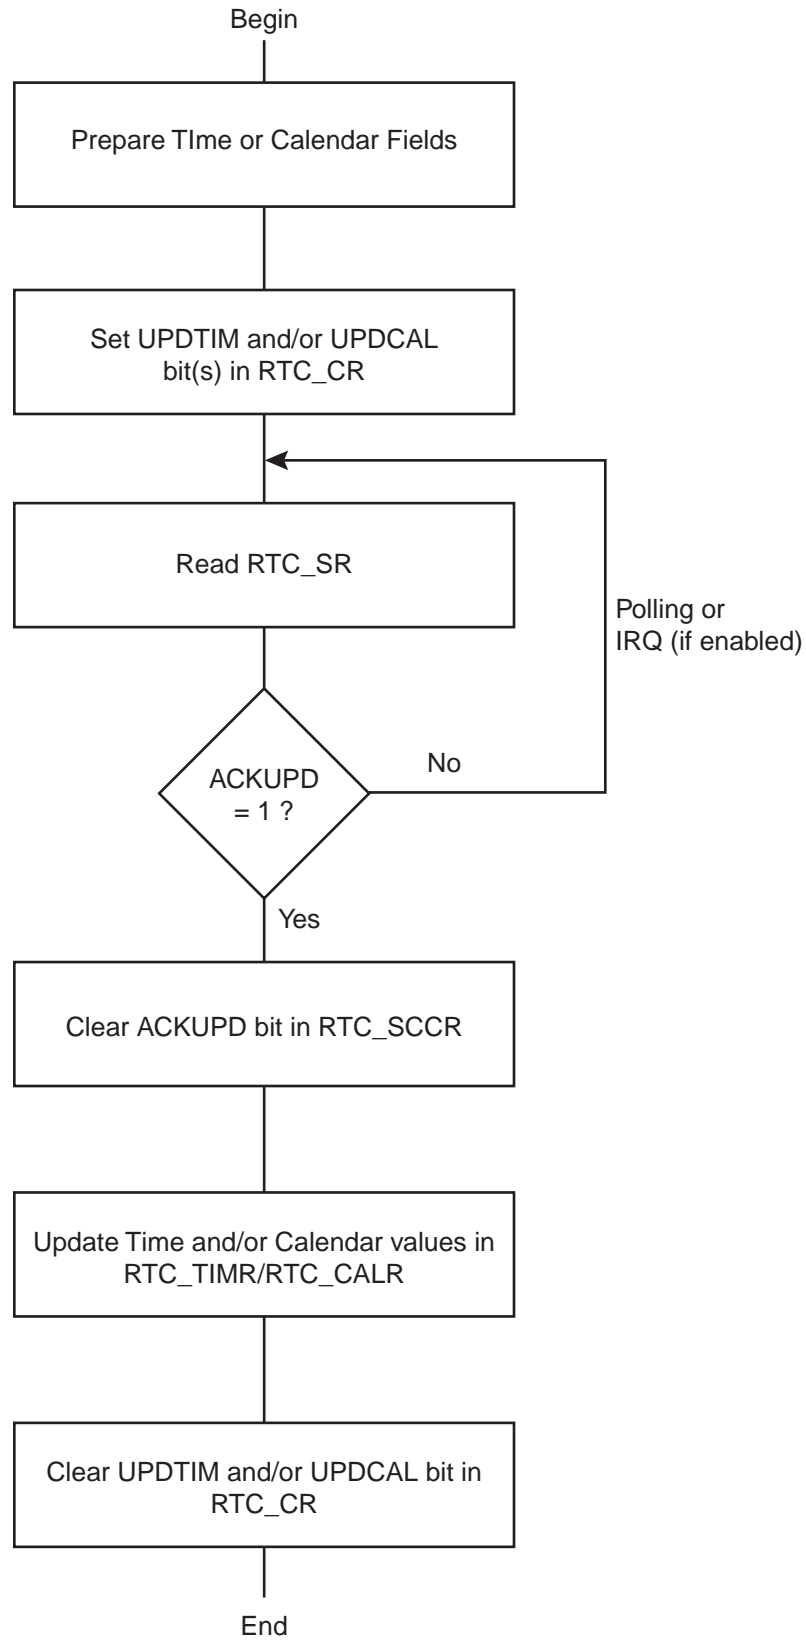 Begin
Prepare TIme or Calendar Fields
Set UPDTIM and/or UPDCAL
bit(s) in RTC_CR
Read RTC_SR
Polling or
IRQ (if enabled)
ACKUPD
= 1 ?
No
Yes
Clear ACKUPD bit in RTC_SCCR
Update Time and/or Calendar values in
RTC_TIMR/RTC_CALR
Clear UPDTIM and/or UPDCAL bit in
RTC_CR
End